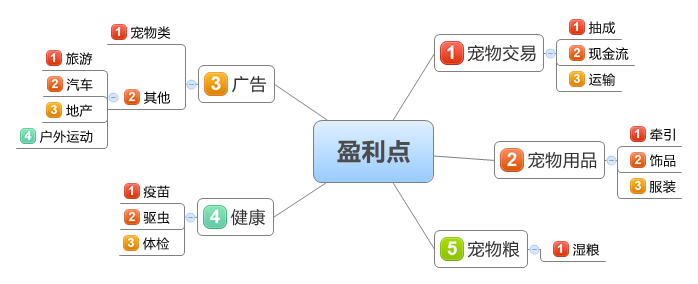 盈利点
1 宠物交易
1 抽成
2 现金流
3 运输
2 宠物用品
1 牵引
2 饰品
3 服装
3 广告
1 宠物类
2 其他
1 旅游
2 汽车
3 地产
4 户外运动
4 健康
1 疫苗
2 驱虫
3 体检
5 宠物粮
1 湿粮